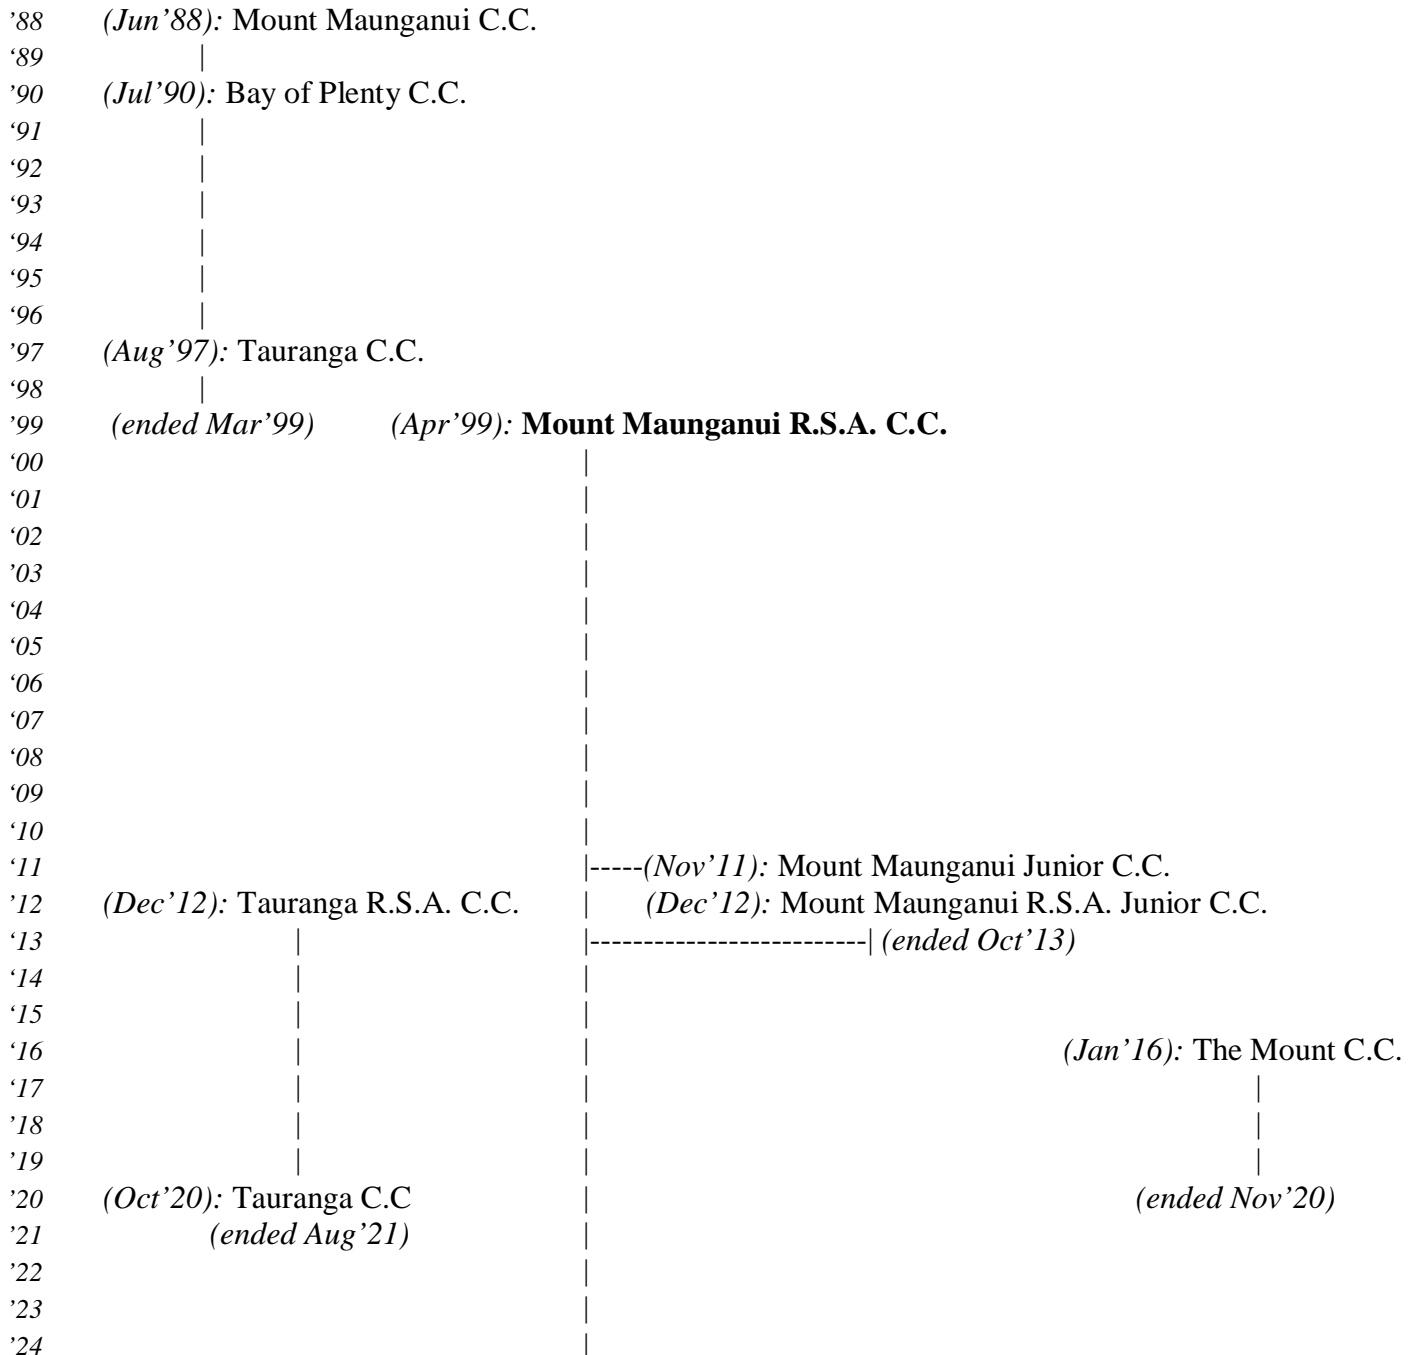 ’88 (Jun’88): Mount Maunganui C.C.
‘89 |
’90 (Jul’90): Bay of Plenty C.C.
‘91 |
‘92 |
‘93 |
‘94 |
‘95 |
‘96 |
’97 (Aug’97): Tauranga C.C.
‘98 |
’99 (ended Mar’99) (Apr’99): Mount Maunganui R.S.A. C.C.
‘00 |
‘01 |
‘02 |
’03 |
‘04 |
‘05 |
‘06 |
‘07 |
‘08 |
‘09 |
‘10 |
‘11 |-----(Nov’11): Mount Maunganui Junior C.C.
’12 (Dec’12): Tauranga R.S.A. C.C. | (Dec’12): Mount Maunganui R.S.A. Junior C.C.
‘13 | |--------------------------| (ended Oct’13)
‘14 | |
‘15 | |
‘16 | | (Jan’16): The Mount C.C.
‘17 | | |
’18 | | |
’19 | | |
’20 (Oct’20): Tauranga C.C | (ended Nov’20)
’21 (ended Aug’21) |
’22 |
’23 |
’24 |